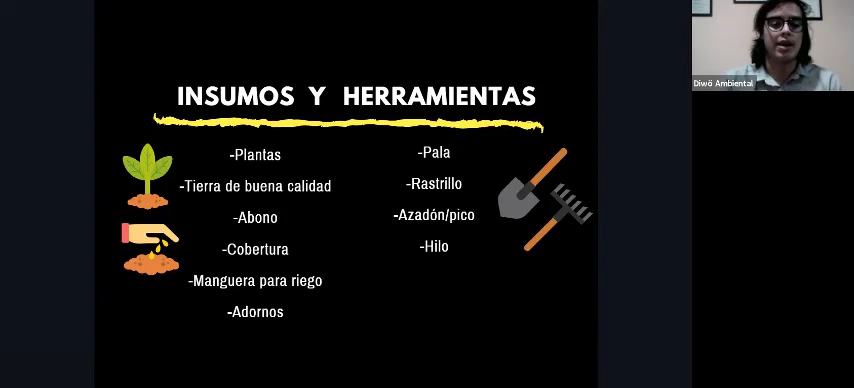 INSUMOS Y HERRAMIENTAS
-Plantas
-Tierra de buena calidad
-Abono
-Cobertura
-Manguera para riego
-Adornos
-Pala
-Rastrillo
-Azadón/pico
-Hilo
Diwö Ambiental